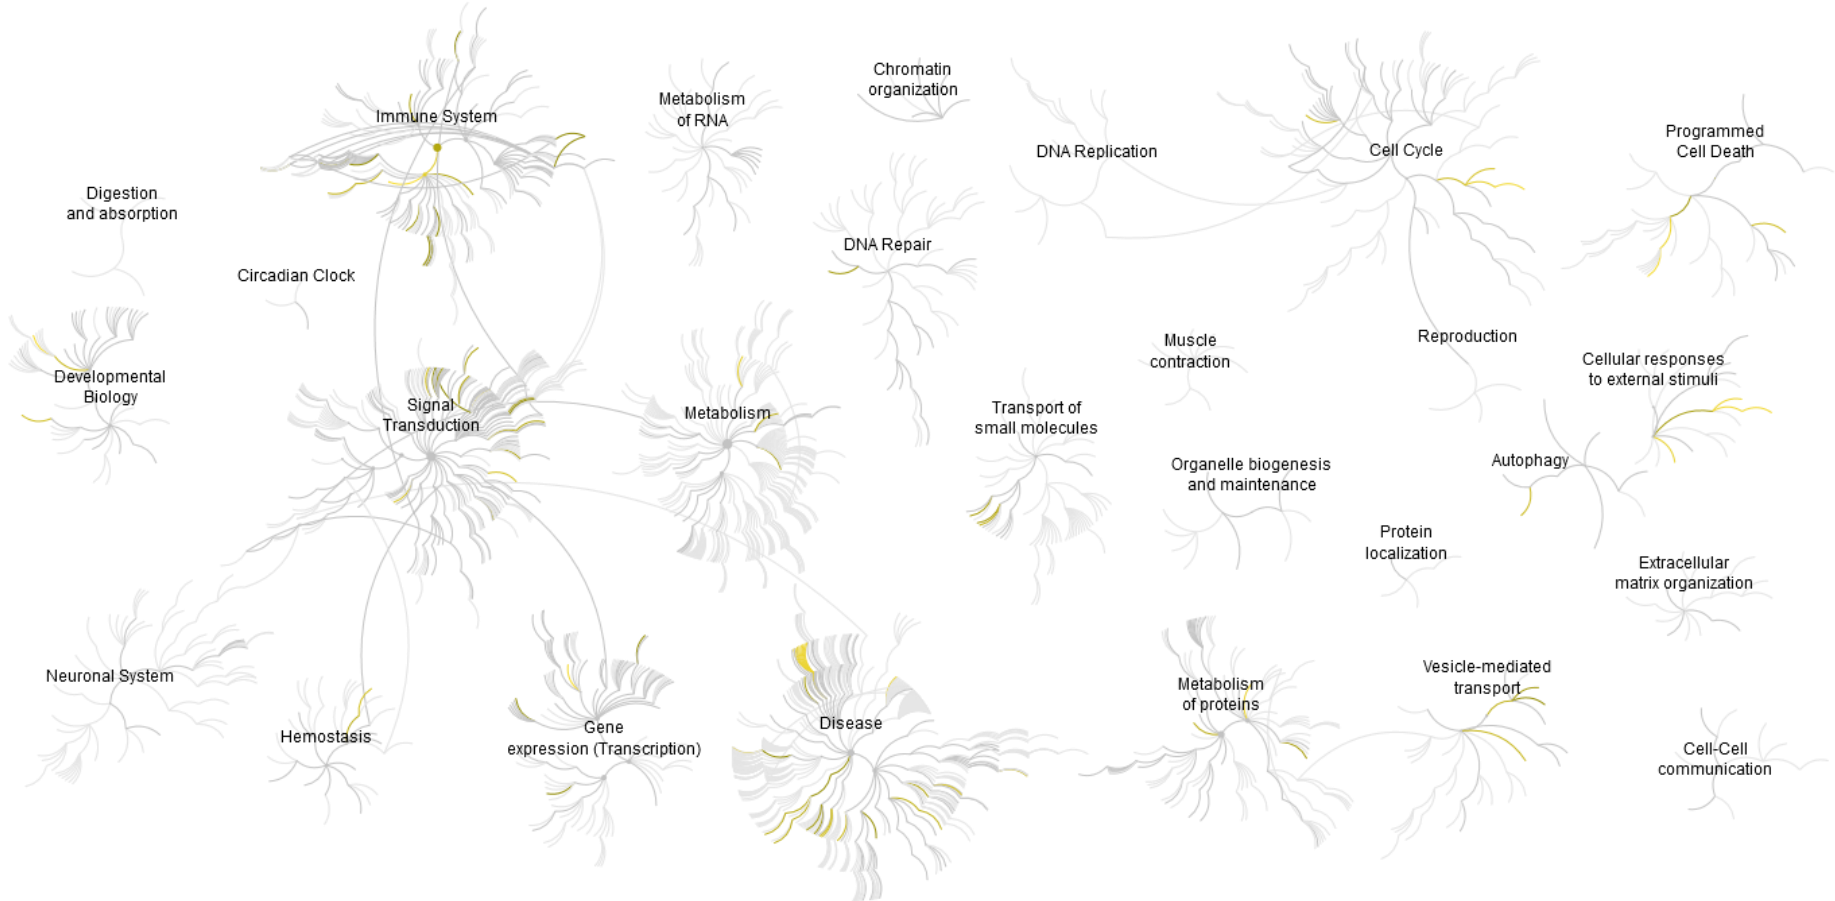 Chromatin
organization
Metabolism
of RNA
Immune System
DNA Replication
Cell Cycle
Programmed
Cell Death
Digestion
and absorption
DNA Repair
Circadian Clock
Muscle
contraction
Reproduction
Cellular responses
to external stimuli
Developmental
Biology
Signal
Transduction
Metabolism
Transport of
small molecules
Organelle biogenesis
and maintenance
Autophagy
Protein
localization
Extracellular
matrix organization
Neuronal System
Hemostasis
Gene
expression (Transcription)
Disease
Metabolism
of proteins
Vesicle-mediated
transport
Cell-Cell
communication